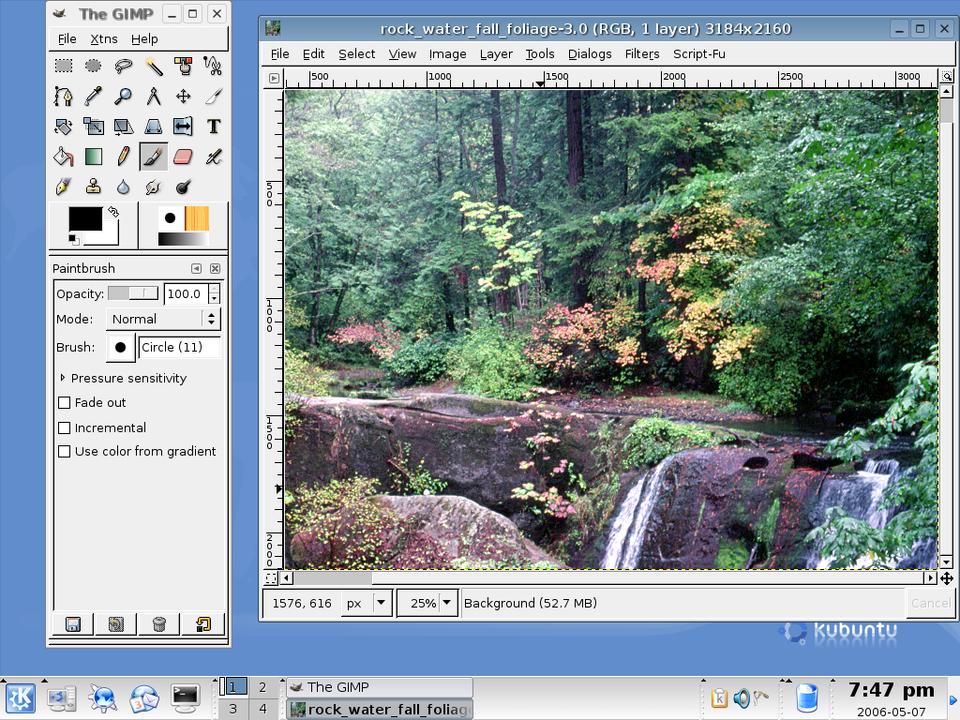 The GIMP
File Xtns Help
T
Paintbrush
Opacity: 100.0
Mode: Normal
Brush: Circle (11)
Pressure sensitivity
Fade out
Incremental
Use color from gradient
rock_water_fall_foliage-3.0 (RGB, 1 layer) 3184x2160
File Edit Select View Image Layer Tools Dialogs Filters Script-Fu
500 1000 1500 2000 2500 3000
500
1000
1500
2000
1576, 616 px 25% Background (52.7 MB) Cancel
kubuntu
1 2
3 4
The GIMP
rock_water_fall_foliag
7:47 pm
2006-05-07